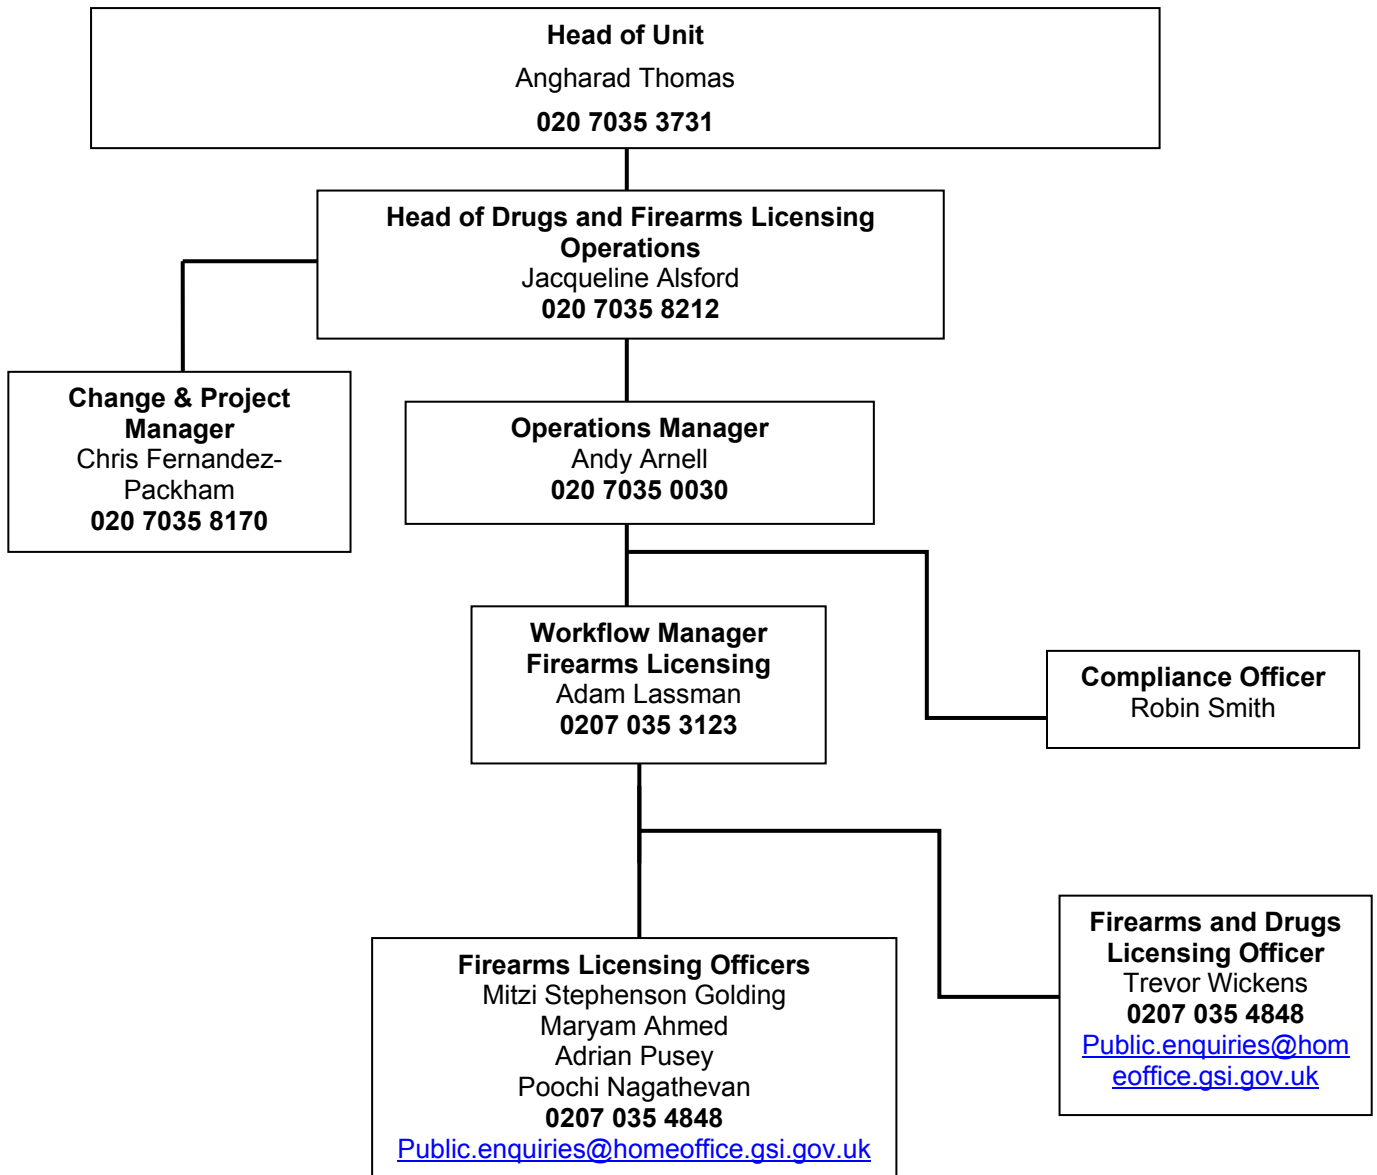 Head of Unit
Angharad Thomas
020 7035 3731
Head of Drugs and Firearms Licensing
Operations
Jacqueline Alsford
020 7035 8212
Change & Project
Manager
Chris Fernandez-
Packham
020 7035 8170
Operations Manager
Andy Arnell
020 7035 0030
Workflow Manager
Firearms Licensing
Adam Lassman
0207 035 3123
Compliance Officer
Robin Smith
Firearms Licensing Officers
Mitzi Stephenson Golding
Maryam Ahmed
Adrian Pusey
Poochi Nagathevan
0207 035 4848
Public.enquiries@homeoffice.gsi.gov.uk
Firearms and Drugs
Licensing Officer
Trevor Wickens
0207 035 4848
Public.enquiries@hom
eoffice.gsi.gov.uk